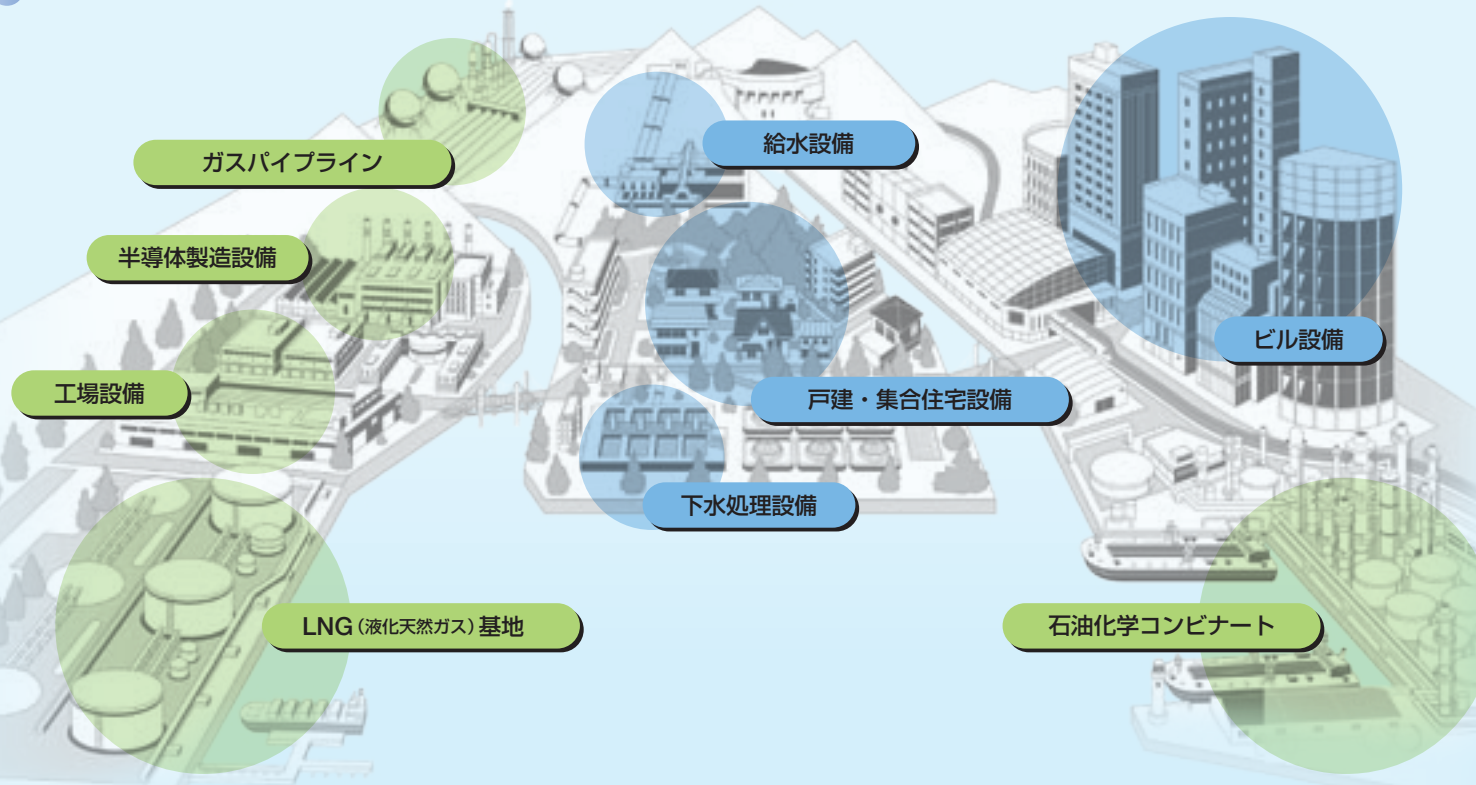 給水設備
ガスパイプライン
半導体製造設備
ビル設備
工場設備
戸建・集合住宅設備
下水処理設備
LNG(液化天然ガス)基地
石油化学コンビナート